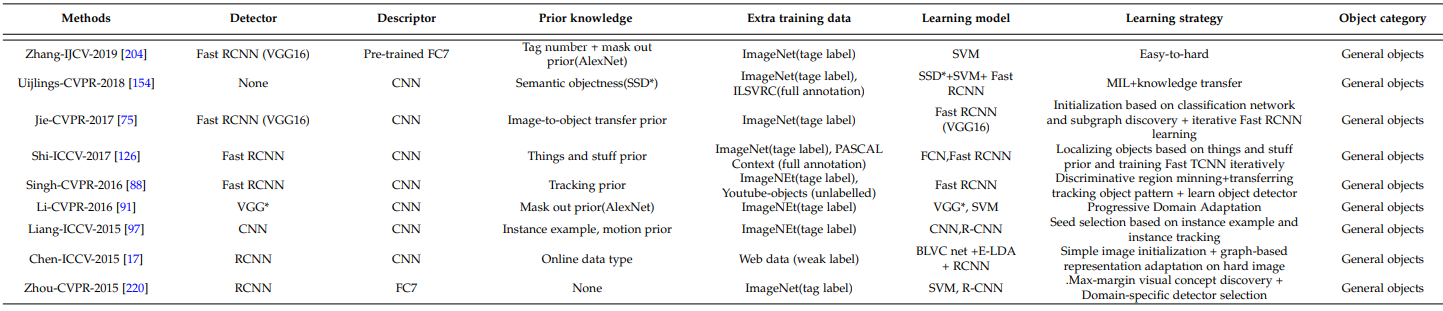 Methods Detector Descriptor Prior knowledge Extra training data Learning model Learning strategy Object category
Zhang-IJCV-2019 [204] Fast RCNN (VGG16) Pre-trained FC7 Tag number + mask out prior(AlexNet) ImageNet(tage label) SVM Easy-to-hard General objects
Uijlings-CVPR-2018 [154] None CNN Semantic objectness(SSD*) ImageNet(tage label), ILSVRC(full annotation) SSD*+SVM+ Fast RCNN MIL+knowledge transfer General objects
Jie-CVPR-2017 [75] Fast RCNN (VGG16) CNN Image-to-object transfer prior ImageNet(tage label) Fast RCNN (VGG16) Initialization based on classification network and subgraph discovery + iterative Fast RCNN learning General objects
Shi-ICCV-2017 [126] Fast RCNN CNN Things and stuff prior ImageNet(tage label), PASCAL Context (full annotation) FCN,Fast RCNN Localizing objects based on things and stuff prior and training Fast TCNN iteratively General objects
Singh-CVPR-2016 [88] Fast RCNN CNN Tracking prior ImageNEt(tage label), Youtube-objects (unlabelled) Fast RCNN Discriminative region minning+transferring tracking object pattern + learn object detector General objects
Li-CVPR-2016 [91] VGG* CNN Mask out prior(AlexNet) ImageNEt(tage label) VGG*, SVM Progressive Domain Adaptation General objects
Liang-ICCV-2015 [97] CNN CNN Instance example, motion prior ImageNEt(tage label) CNN,R-CNN Seed selection based on instance example and instance tracking General objects
Chen-ICCV-2015 [17] RCNN CNN Online data type Web data (weak label) BLVC net +E-LDA + RCNN Simple image initialization + graph-based representation adaptation on hard image General objects
Zhou-CVPR-2015 [220] RCNN FC7 None ImageNet(tag label) SVM, R-CNN .Max-margin visual concept discovery + Domain-specific detector selection General objects